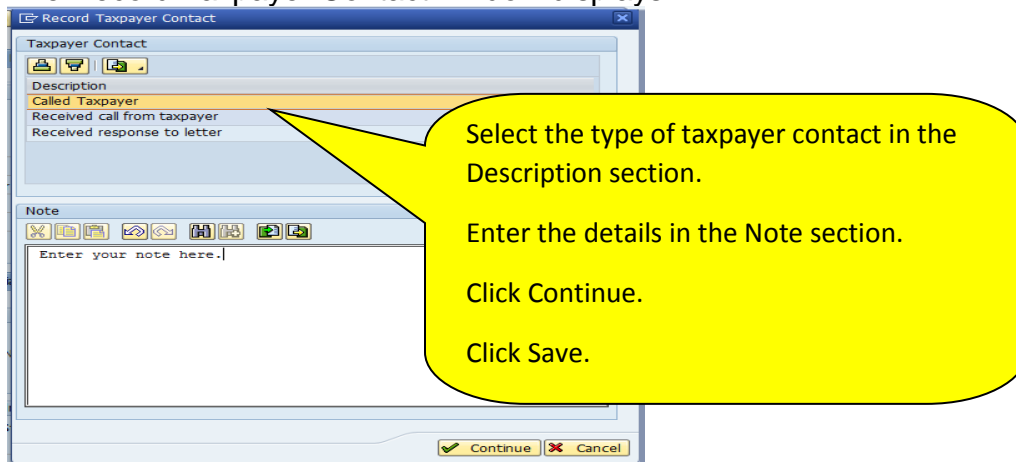 Record Taxpayer Contact
Taxpayer Contact
Description
Called Taxpayer
Received call from taxpayer
Received response to letter
Select the type of taxpayer contact in the
Description section.
Enter the details in the Note section.
Click Continue.
Click Save.
Note
Enter your note here.
Continue
Cancel